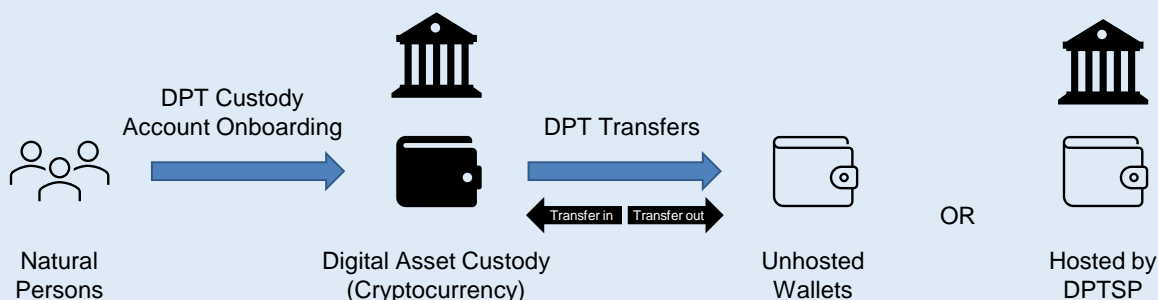 DPT Custody
Account Onboarding
DPT Transfers
Transfer in
Transfer out
OR
Natural
Persons
Digital Asset Custody
(Cryptocurrency)
Unhosted
Wallets
Hosted by
DPTSP